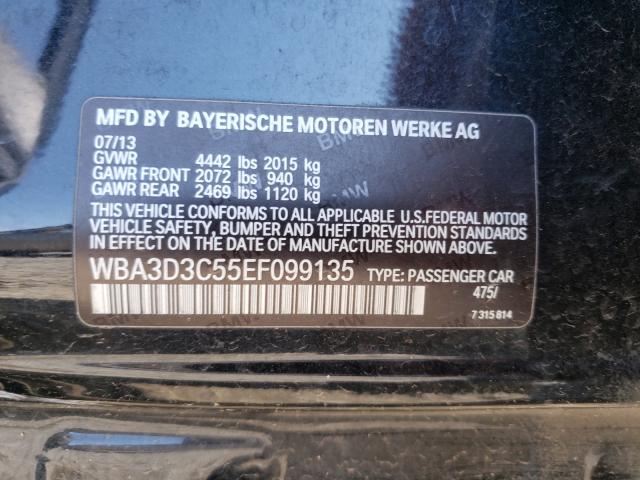 MFD BY BAYERISCHE MOTOREN WERKE AG
07/13
GVWR 4442 lbs 2015 kg
GAWR FRONT 2072 lbs 940 kg
GAWR REAR 2469 lbs 1120 kg
THIS VEHICLE CONFORMS TO ALL APPLICABLE U.S.FEDERAL MOTOR
VEHICLE SAFETY, BUMPER AND THEFT PREVENTION STANDARDS
IN EFFECT ON THE DATE OF MANUFACTURE SHOWN ABOVE.
WBA3D3C55EF099135 TYPE: PASSENGER CAR
475/
7 315 814